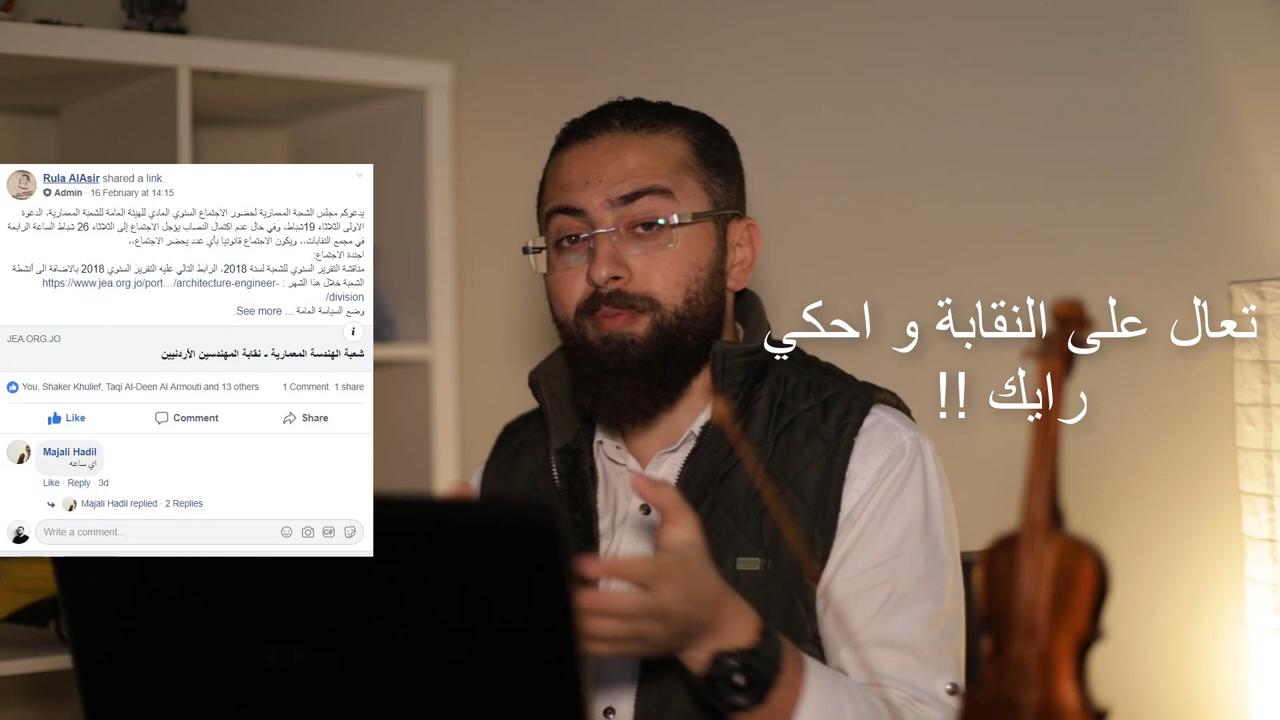 Rula AlAsir shared a link.
Admin · 16 February at 14:15
يدعوكم مجلس الشعبة المعمارية لحضور الاجتماع السنوي العادي للهيئة العامة للشعبة المعمارية، الدعوة
الاولى الثلاثاء 19شباط، وفي حال عدم اكتمال النصاب يؤجل الاجتماع إلى الثلاثاء 26 شباط الساعة الرابعة
في مجمع النقابات،، ويكون الاجتماع قانونيا بأي عدد يحضر الاجتماع،،
اجندة الاجتماع:
مناقشة التقرير السنوي للشعبة لسنة 2018، الرابط التالي عليه التقرير السنوي 2018 بالاضافة الى أنشطة
الشعبة خلال هذا الشهر : https://www.jea.org.jo/port…/architecture-engineer-
division/
وضع السياسة العامة ... See more
JEA.ORG.JO
شعبة الهندسة المعمارية - نقابة المهندسين الأردنيين
You, Shaker Khulief, Taqi Al-Deen Al Armouti and 13 others 1 Comment 1 share
Like Comment Share
Majali Hadil
اي ساعه
Like · Reply · 3d
Majali Hadil replied · 2 Replies
Write a comment...
تعال على النقابة و احكي
رايك !!